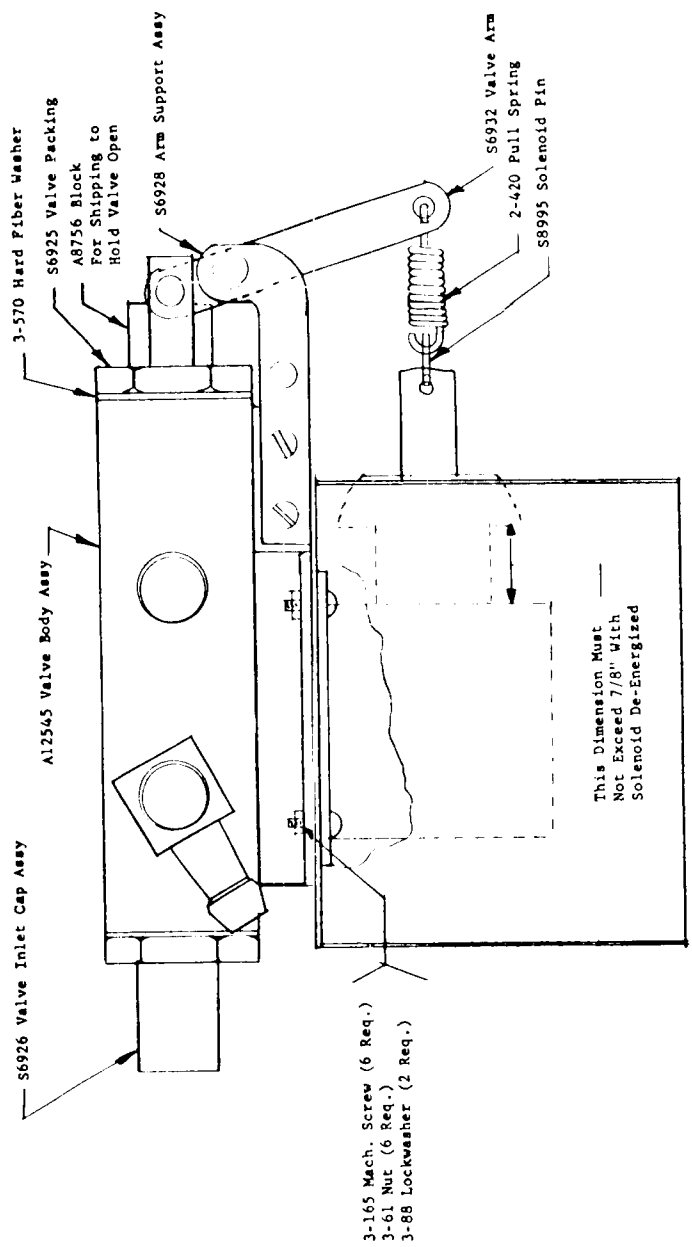 S6926 Valve Inlet Cap Assy
A12545 Valve Body Assy
3-570 Hard Fiber Washer
S6925 Valve Packing
A8756 Block
For Shipping to
Hold Valve Open
S6928 Arm Support Assy
S6932 Valve Arm
2-420 Pull Spring
S8995 Solenoid Pin
This Dimension Must
Not Exceed 7/8" With
Solenoid De-Energized
3-165 Mach. Screw (6 Req.)
3-61 Nut (6 Req.)
3-88 Lockwasher (2 Req.)